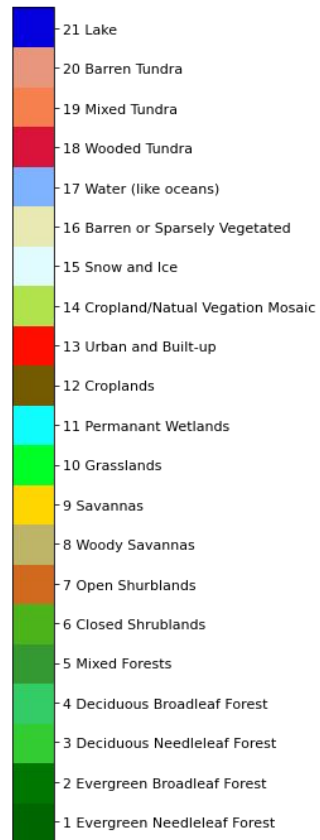 21 Lake
20 Barren Tundra
19 Mixed Tundra
18 Wooded Tundra
17 Water (like oceans)
16 Barren or Sparsely Vegetated
15 Snow and Ice
14 Cropland/Natual Vegation Mosaic
13 Urban and Built-up
12 Croplands
11 Permanant Wetlands
10 Grasslands
9 Savannas
8 Woody Savannas
7 Open Shurblands
6 Closed Shrublands
5 Mixed Forests
4 Deciduous Broadleaf Forest
3 Deciduous Needleleaf Forest
2 Evergreen Broadleaf Forest
1 Evergreen Needleleaf Forest